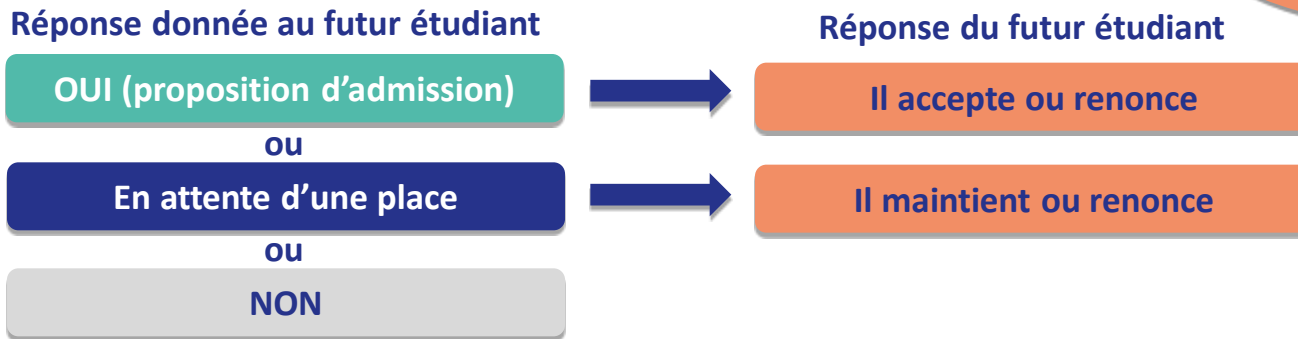 Réponse donnée au futur étudiant
Réponse du futur étudiant
OUI (proposition d’admission)
Il accepte ou renonce
ou
En attente d’une place
Il maintient ou renonce
ou
NON